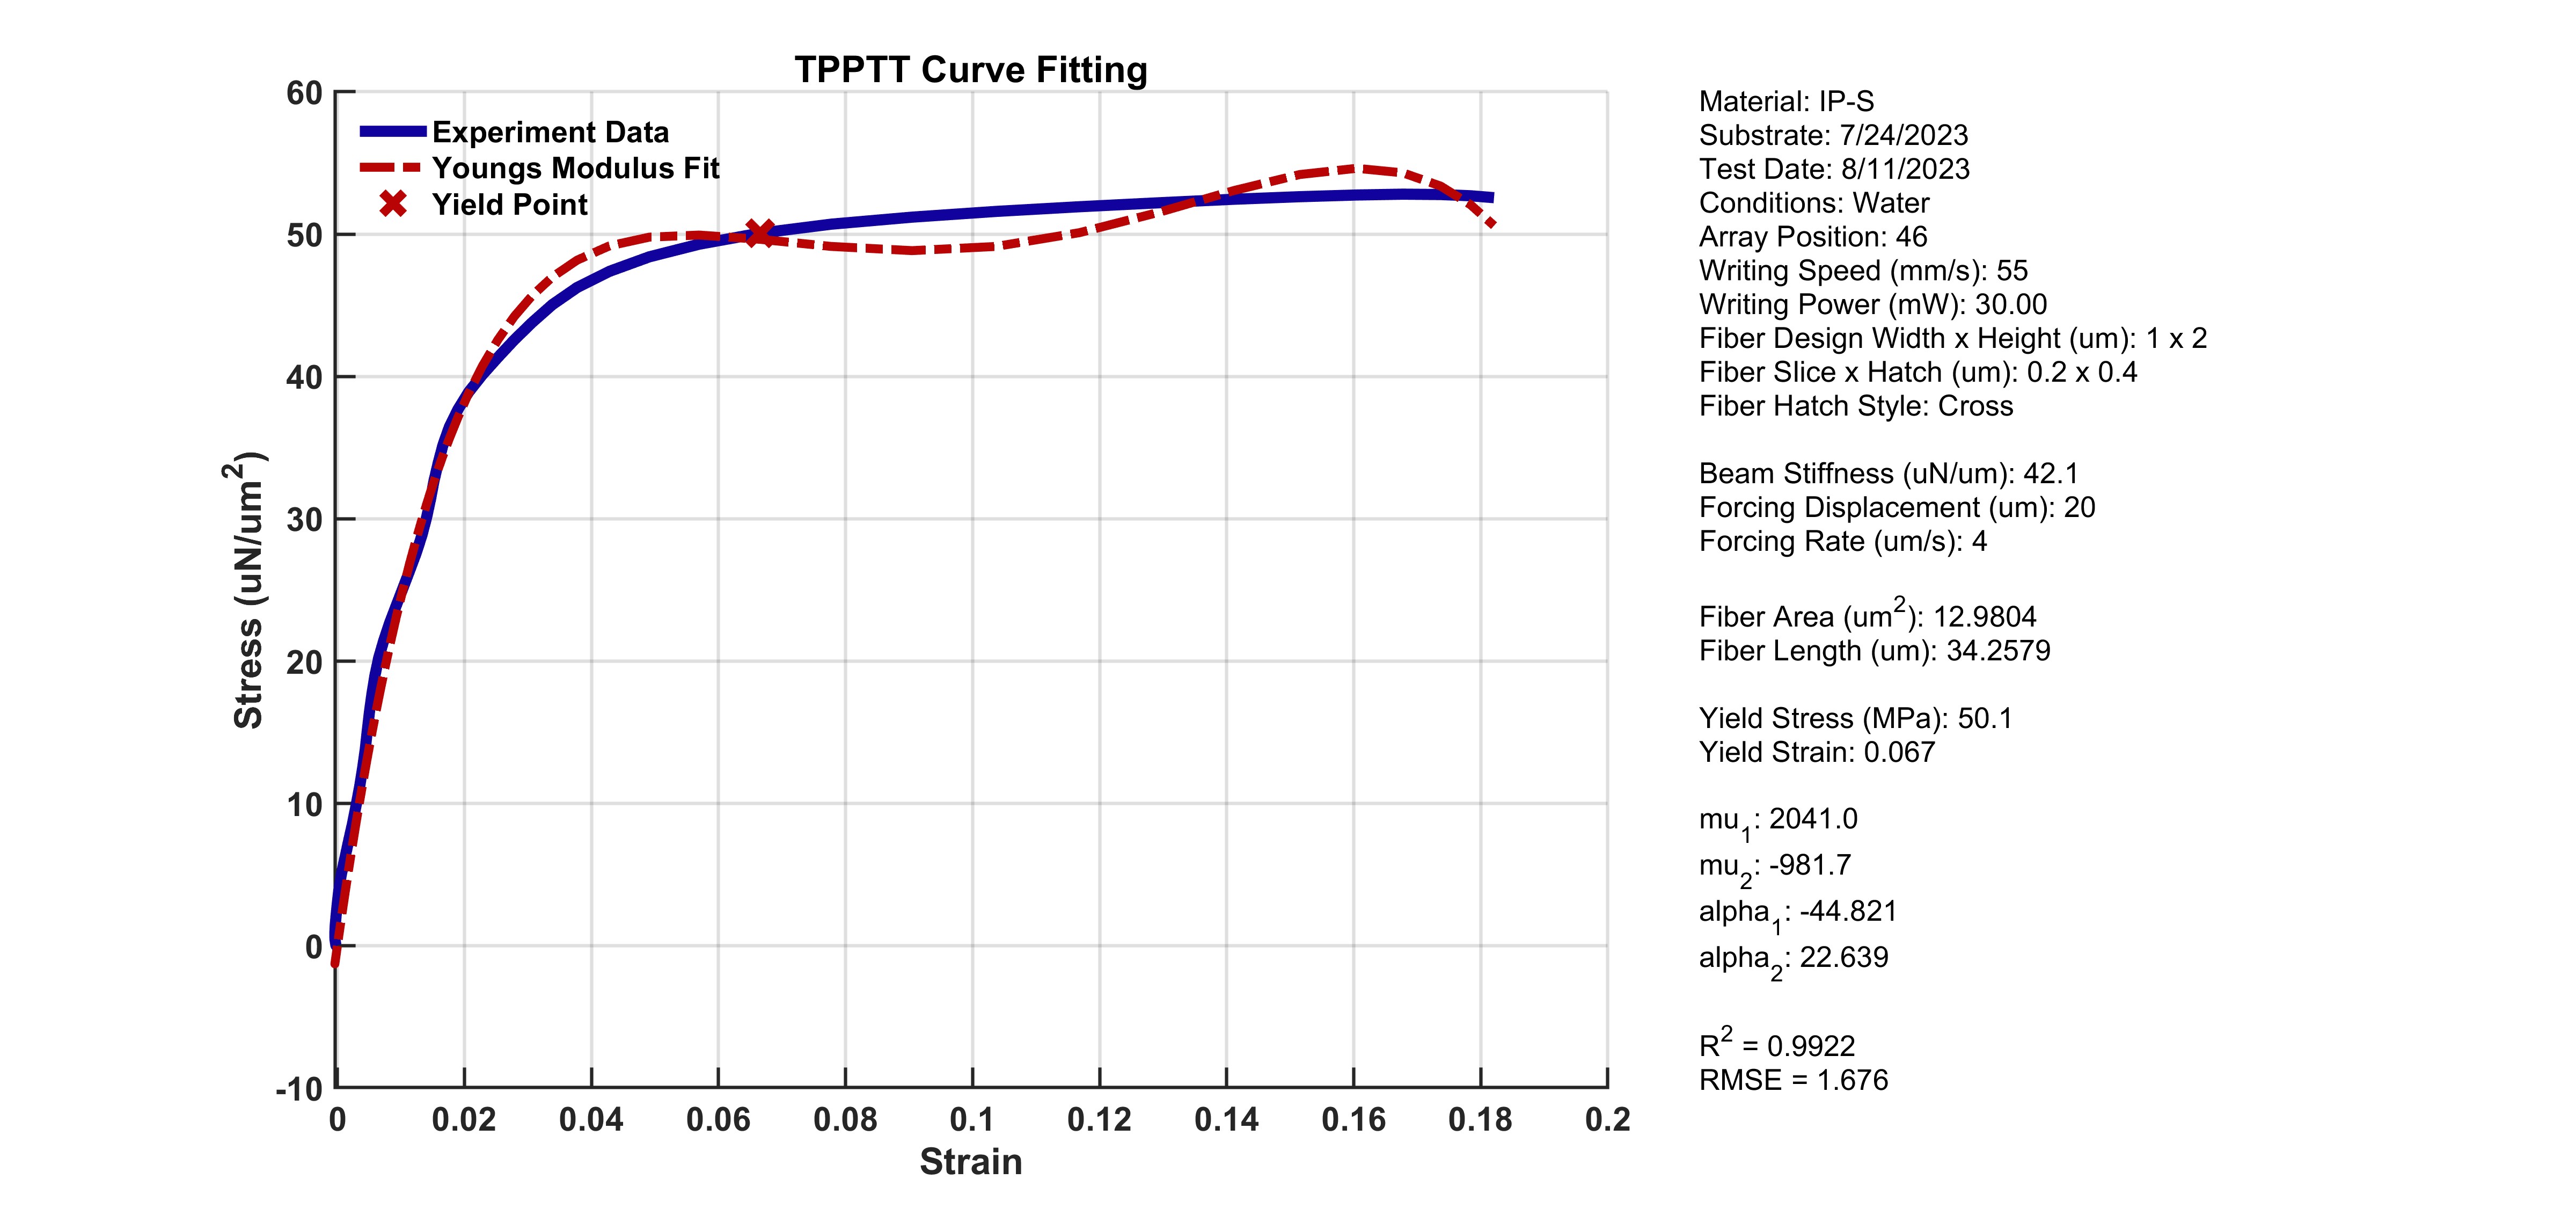 TPPTT Curve Fitting
60
50
40
30
20
10
0
-10
Stress (uN/um²)
Experiment Data
Youngs Modulus Fit
Yield Point
0 0.02 0.04 0.06 0.08 0.1 0.12 0.14 0.16 0.18 0.2
Strain
Material: IP-S
Substrate: 7/24/2023
Test Date: 8/11/2023
Conditions: Water
Array Position: 46
Writing Speed (mm/s): 55
Writing Power (mW): 30.00
Fiber Design Width x Height (um): 1 x 2
Fiber Slice x Hatch (um): 0.2 x 0.4
Fiber Hatch Style: Cross
Beam Stiffness (uN/um): 42.1
Forcing Displacement (um): 20
Forcing Rate (um/s): 4
Fiber Area (um²): 12.9804
Fiber Length (um): 34.2579
Yield Stress (MPa): 50.1
Yield Strain: 0.067
mu₁: 2041.0
mu₂: -981.7
alpha₁: -44.821
alpha₂: 22.639
R² = 0.9922
RMSE = 1.676